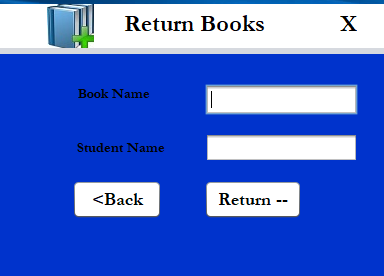 Return Books X
Book Name
Student Name
<Back Return --